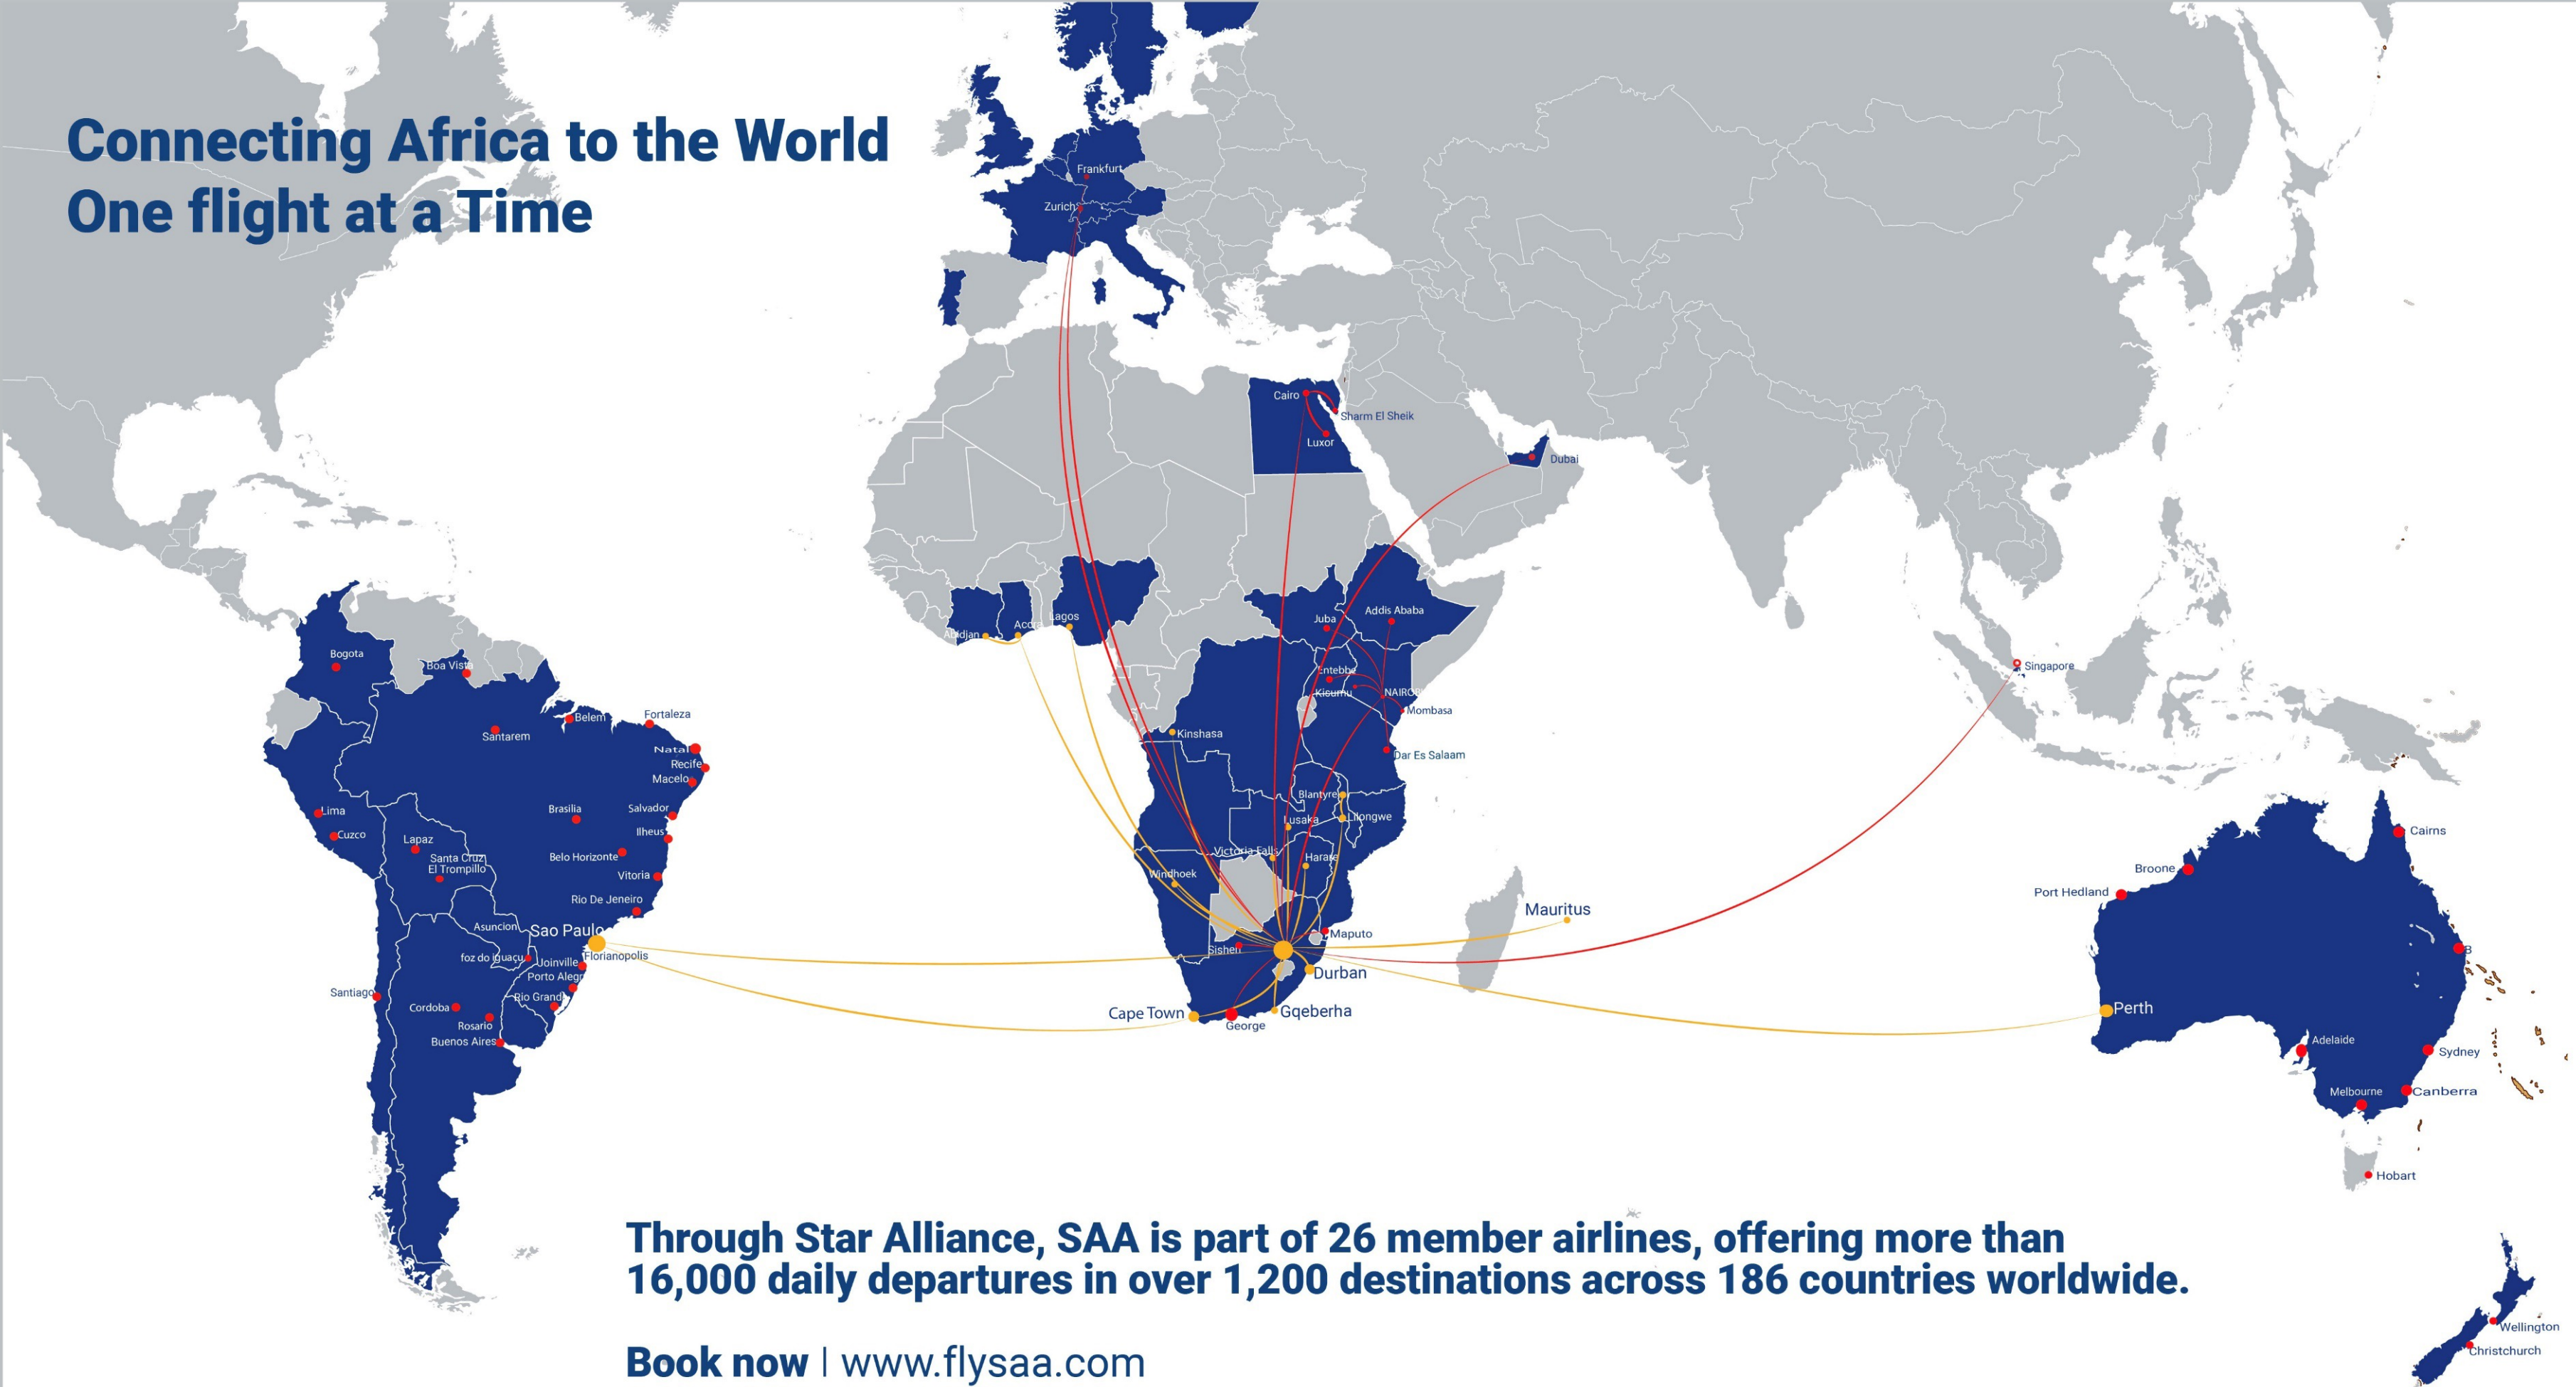 Connecting Africa to the World
One flight at a Time
Frankfurt
Zurich
Cairo
Sharm El Sheik
Luxor
Dubai
Addis Ababa
Juba
Lagos
Accra
Abidjan
Entebbe
Kisumu
NAIROBI
Mombasa
Kinshasa
Dar Es Salaam
Blantyre
Lilongwe
Lusaka
Victoria Falls
Harare
Windhoek
Mauritus
Maputo
Sishen
Durban
Cape Town
Gqeberha
George
Singapore
Bogota
Boa Vista
Belem
Fortaleza
Santarem
Natal
Recife
Macelo
Lima
Brasilia
Salvador
Cuzco
Lapaz
Ilheus
Santa Cruz
El Trompillo
Belo Horizonte
Vitoria
Rio De Jeneiro
Asuncion
Sao Paulo
foz do iguaçu
Joinville
Florianopolis
Porto Alegr
Santiago
Rio Grand
Cordoba
Rosario
Buenos Aires
Cairns
Broone
Port Hedland
B
Perth
Adelaide
Sydney
Melbourne
Canberra
Hobart
Wellington
Christchurch
Through Star Alliance, SAA is part of 26 member airlines, offering more than
16,000 daily departures in over 1,200 destinations across 186 countries worldwide.
Book now | www.flysaa.com